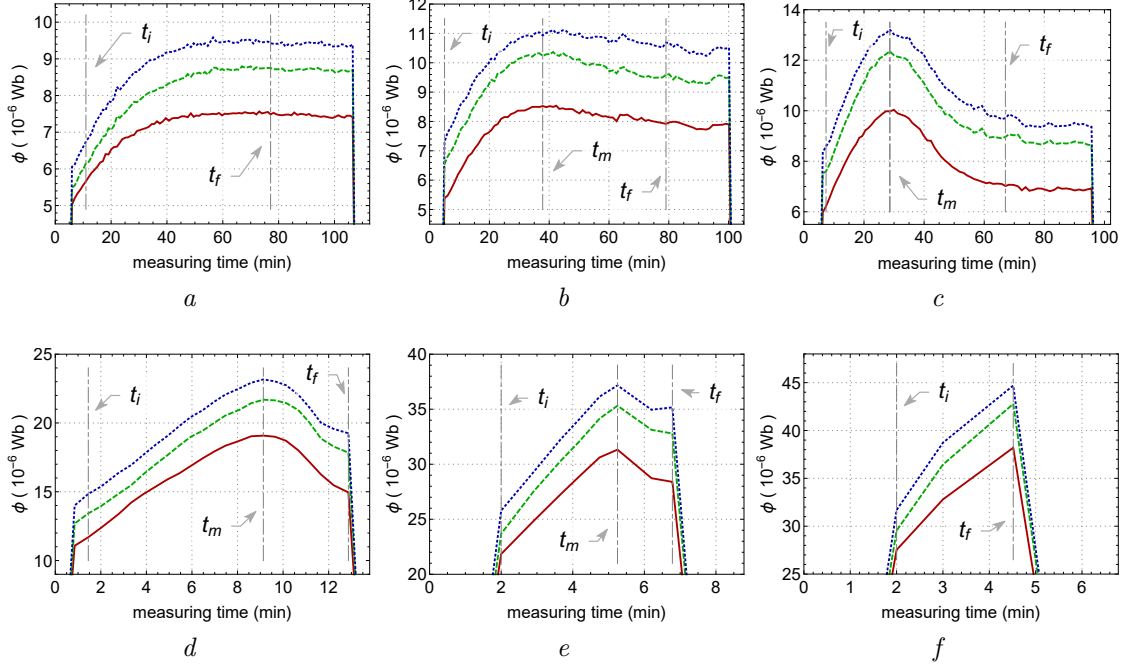 ϕ ( 10⁻⁶ Wb )
10
9
8
7
6
5
t_i
t_f
0 20 40 60 80 100
measuring time (min)
a
ϕ ( 10⁻⁶ Wb )
12
11
10
9
8
7
6
5
t_i
t_m
t_f
0 20 40 60 80 100
measuring time (min)
b
ϕ ( 10⁻⁶ Wb )
14
12
10
8
6
t_i
t_f
t_m
0 20 40 60 80 100
measuring time (min)
c
ϕ ( 10⁻⁶ Wb )
25
20
15
10
t_i
t_f
t_m
0 2 4 6 8 10 12
measuring time (min)
d
ϕ ( 10⁻⁶ Wb )
40
35
30
25
20
t_i
t_f
t_m
0 2 4 6 8
measuring time (min)
e
ϕ ( 10⁻⁶ Wb )
45
40
35
30
25
t_i
t_f
0 1 2 3 4 5 6
measuring time (min)
f